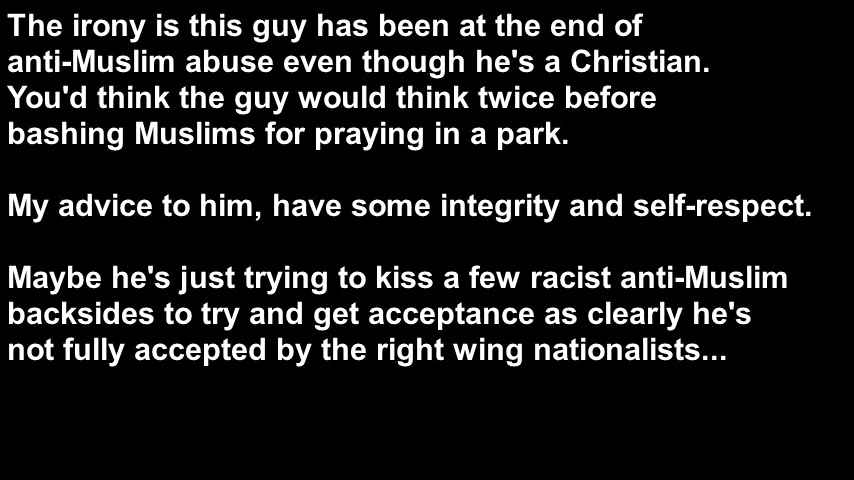 The irony is this guy has been at the end of
anti-Muslim abuse even though he's a Christian.
You'd think the guy would think twice before
bashing Muslims for praying in a park.
My advice to him, have some integrity and self-respect.
Maybe he's just trying to kiss a few racist anti-Muslim
backsides to try and get acceptance as clearly he's
not fully accepted by the right wing nationalists...